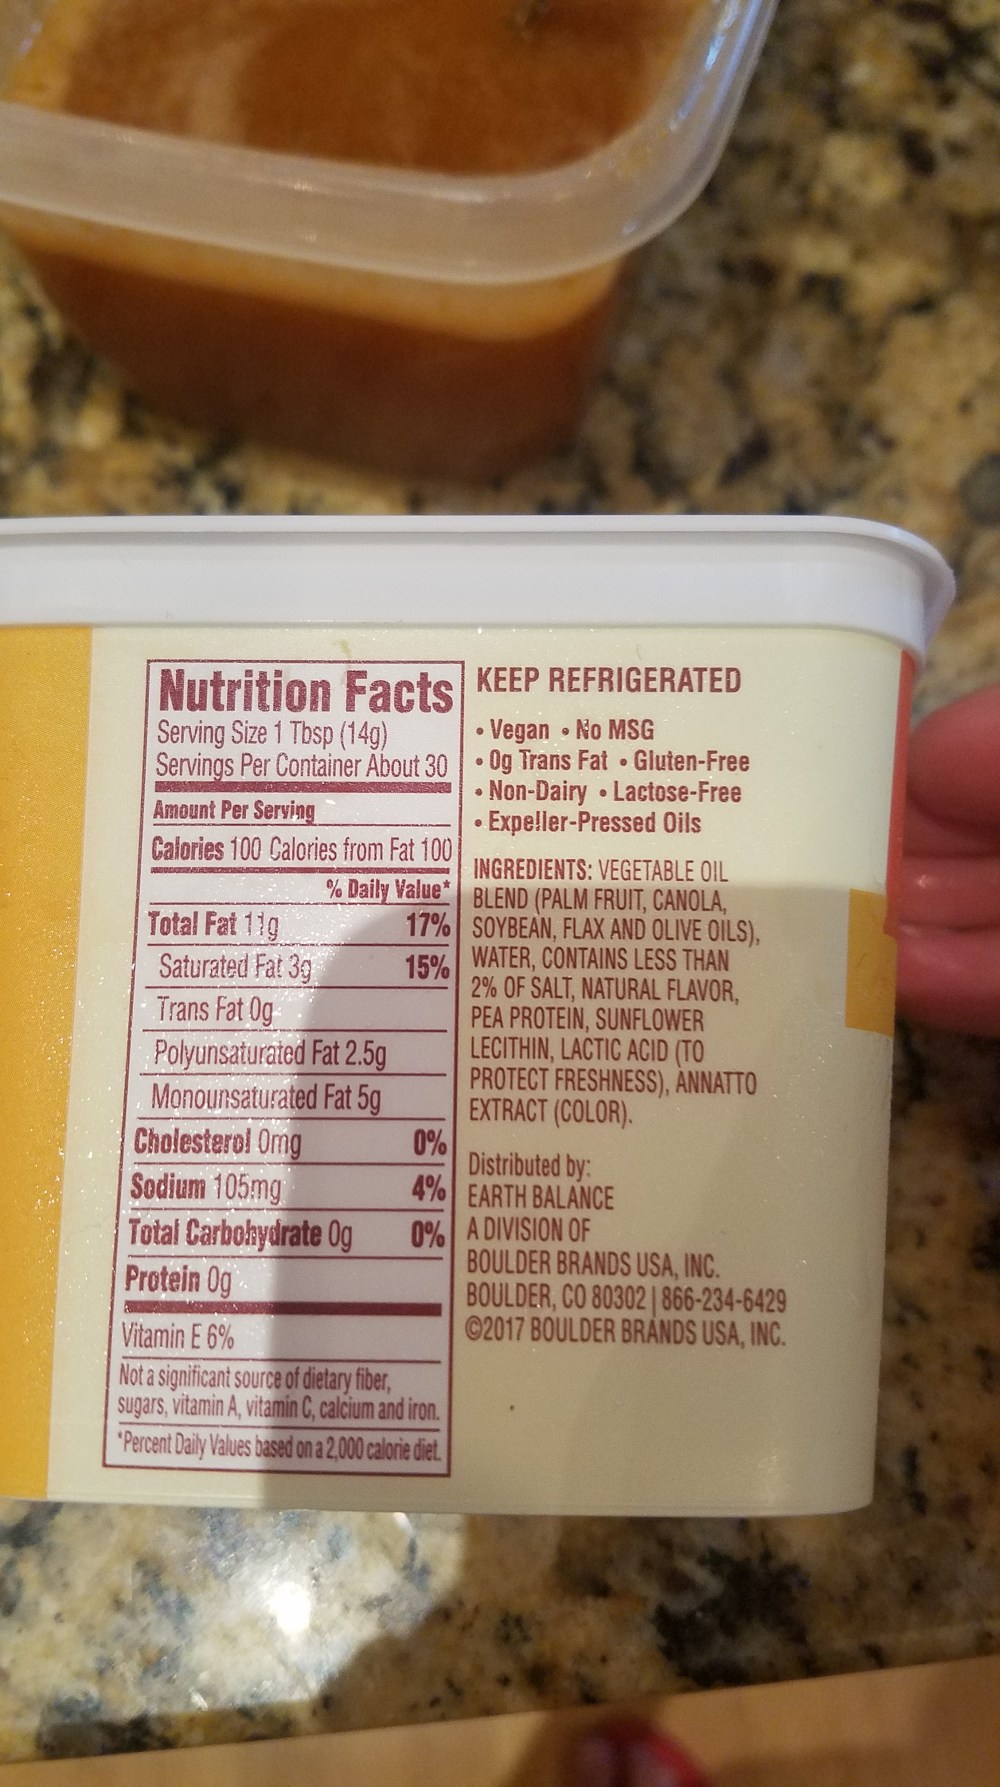 Nutrition Facts
Serving Size 1 Tbsp (14g)
Servings Per Container About 30
Amount Per Serving
Calories 100 Calories from Fat 100
% Daily Value*
Total Fat 11g 17%
Saturated Fat 3g 15%
Trans Fat 0g
Polyunsaturated Fat 2.5g
Monounsaturated Fat 5g
Cholesterol 0mg 0%
Sodium 105mg 4%
Total Carbohydrate 0g 0%
Protein 0g
Vitamin E 6%
Not a significant source of dietary fiber,
sugars, vitamin A, vitamin C, calcium and iron.
*Percent Daily Values based on a 2,000 calorie diet.
KEEP REFRIGERATED
• Vegan • No MSG
• 0g Trans Fat • Gluten-Free
• Non-Dairy • Lactose-Free
• Expeller-Pressed Oils
INGREDIENTS: VEGETABLE OIL
BLEND (PALM FRUIT, CANOLA,
SOYBEAN, FLAX AND OLIVE OILS),
WATER, CONTAINS LESS THAN
2% OF SALT, NATURAL FLAVOR,
PEA PROTEIN, SUNFLOWER
LECITHIN, LACTIC ACID (TO
PROTECT FRESHNESS), ANNATTO
EXTRACT (COLOR).
Distributed by:
EARTH BALANCE
A DIVISION OF
BOULDER BRANDS USA, INC.
BOULDER, CO 80302 | 866-234-6429
©2017 BOULDER BRANDS USA, INC.